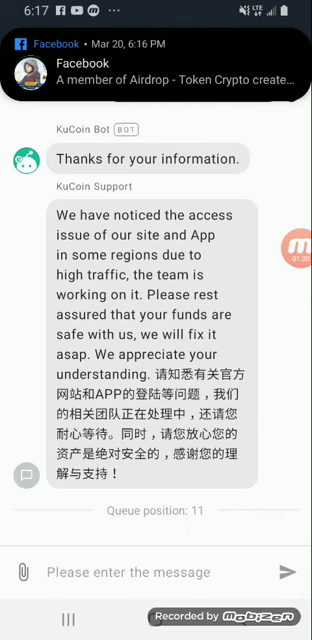 6:17
LTE
Facebook • Mar 20, 6:16 PM
Facebook
A member of Airdrop - Token Crypto create...
KuCoin Bot BOT
Thanks for your information.
KuCoin Support
We have noticed the access
issue of our site and App
in some regions due to
high traffic, the team is
working on it. Please rest
assured that your funds are
safe with us, we will fix it
asap. We appreciate your
understanding. 请知悉有关官方
网站和APP的登陆等问题，我们
的相关团队正在处理中，还请您
耐心等待。同时，请您放心您的
资产是绝对安全的，感谢您的理
解与支持！
01:20
Queue position: 11
Please enter the message
Recorded by Mobizen